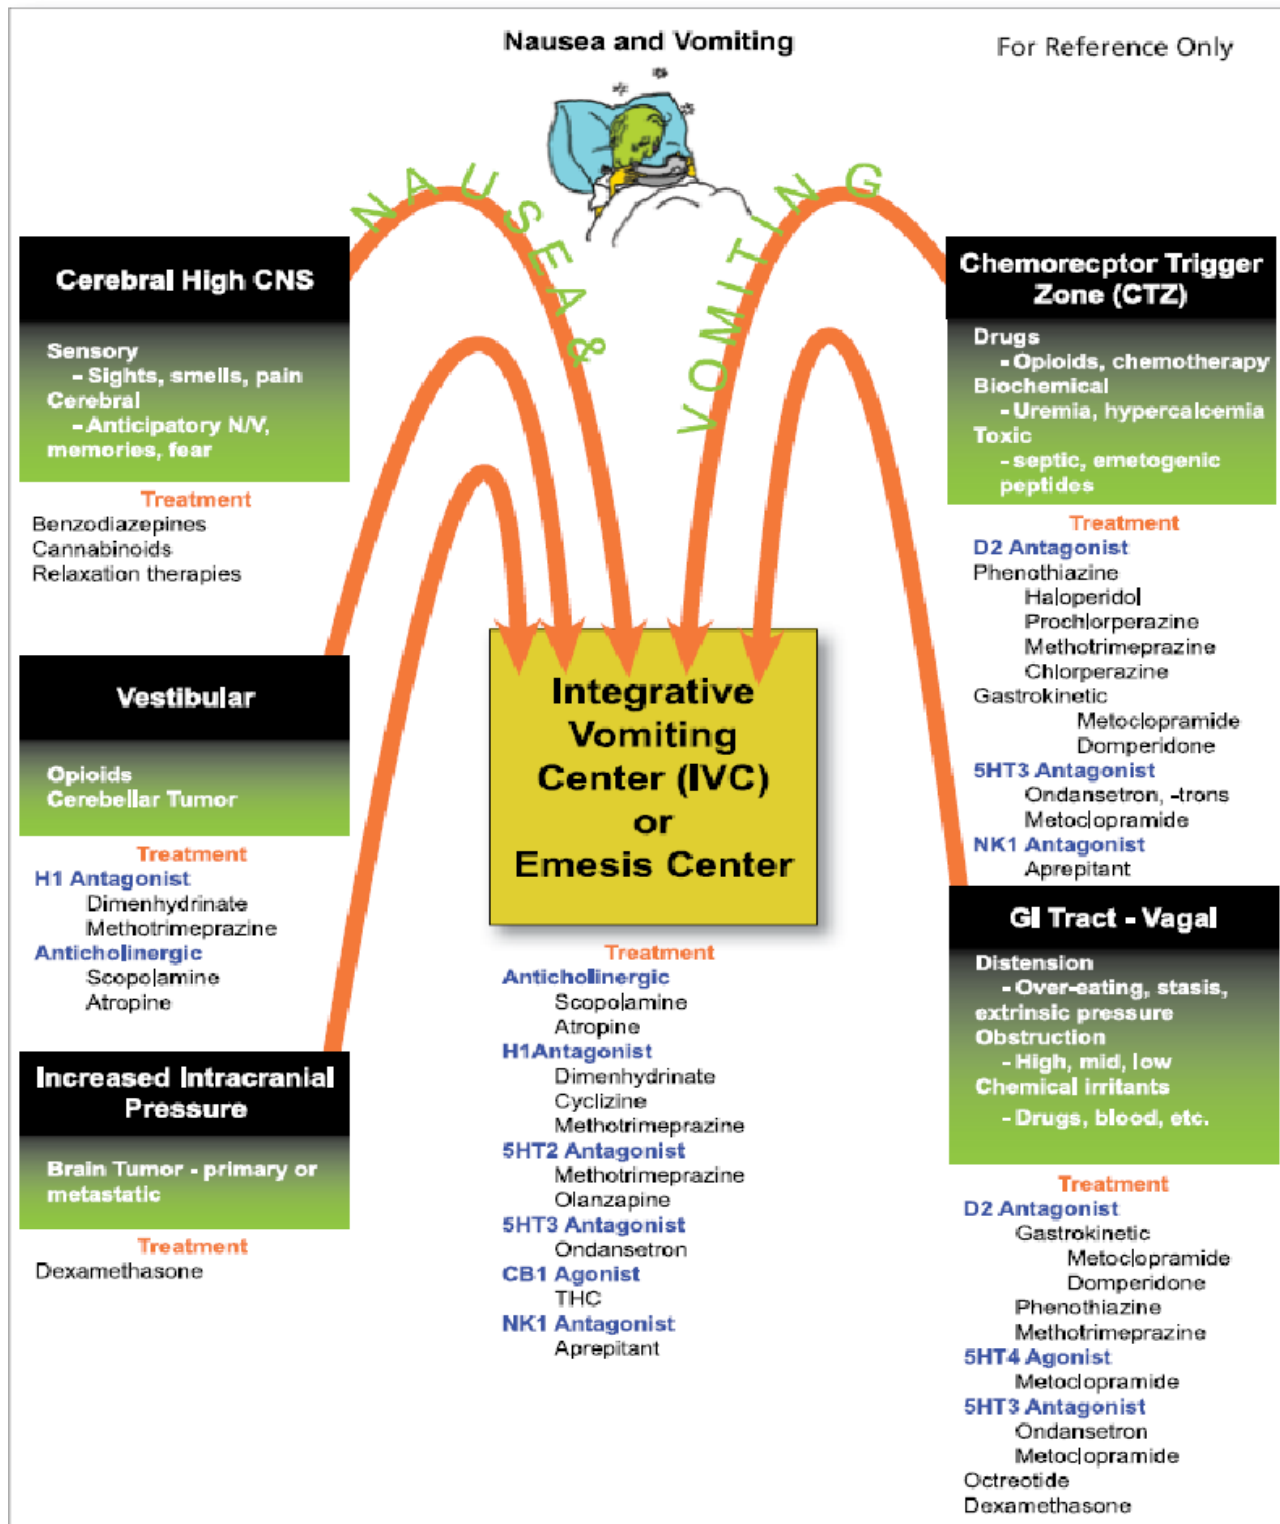 Nausea and Vomiting
For Reference Only
NAUSEA &
VOMITING
Cerebral High CNS
Sensory
- Sights, smells, pain
Cerebral
- Anticipatory N/V,
memories, fear
Treatment
Benzodiazepines
Cannabinoids
Relaxation therapies
Vestibular
Opioids
Cerebellar Tumor
Treatment
H1 Antagonist
Dimenhydrinate
Methotrimeprazine
Anticholinergic
Scopolamine
Atropine
Increased Intracranial
Pressure
Brain Tumor - primary or
metastatic
Treatment
Dexamethasone
Integrative
Vomiting
Center (IVC)
or
Emesis Center
Treatment
Anticholinergic
Scopolamine
Atropine
H1Antagonist
Dimenhydrinate
Cyclizine
Methotrimeprazine
5HT2 Antagonist
Methotrimeprazine
Olanzapine
5HT3 Antagonist
Ondansetron
CB1 Agonist
THC
NK1 Antagonist
Aprepitant
Chemorecptor Trigger
Zone (CTZ)
Drugs
- Opioids, chemotherapy
Biochemical
- Uremia, hypercalcemia
Toxic
- septic, emetogenic
peptides
Treatment
D2 Antagonist
Phenothiazine
Haloperidol
Prochlorperazine
Methotrimeprazine
Chlorperazine
Gastrokinetic
Metoclopramide
Domperidone
5HT3 Antagonist
Ondansetron, -trons
Metoclopramide
NK1 Antagonist
Aprepitant
GI Tract - Vagal
Distension
- Over-eating, stasis,
extrinsic pressure
Obstruction
- High, mid, low
Chemical irritants
- Drugs, blood, etc.
Treatment
D2 Antagonist
Gastrokinetic
Metoclopramide
Domperidone
Phenothiazine
Methotrimeprazine
5HT4 Agonist
Metoclopramide
5HT3 Antagonist
Ondansetron
Metoclopramide
Octreotide
Dexamethasone